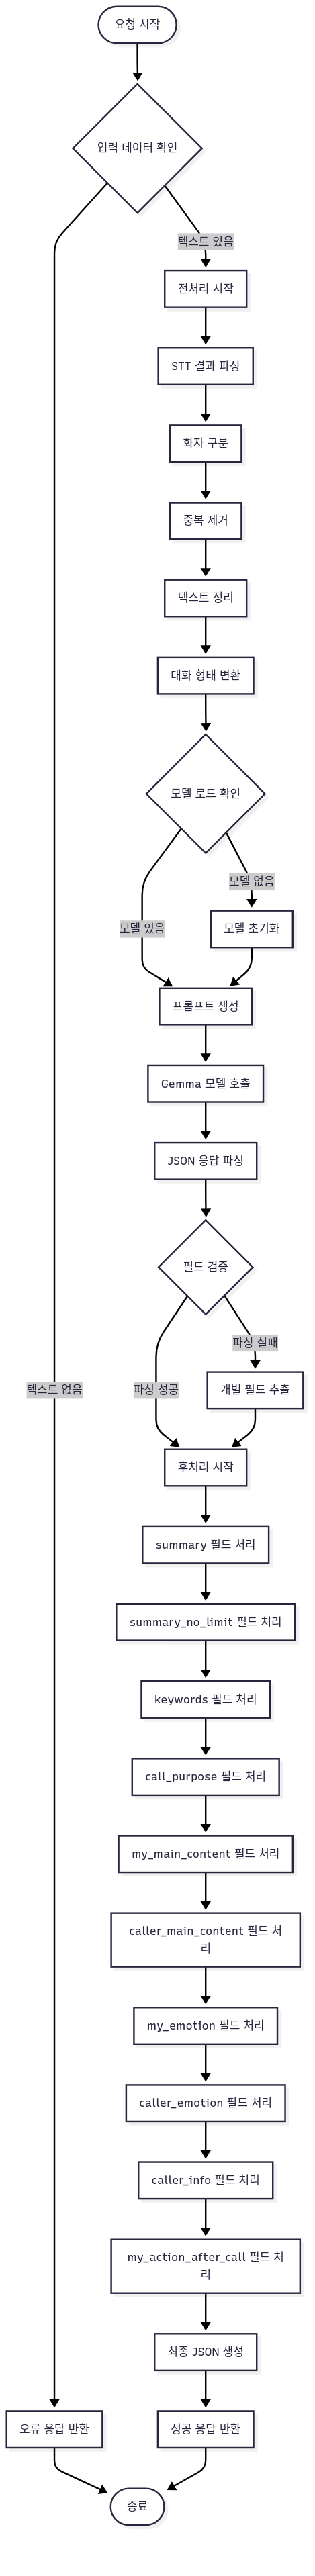 요청 시작
입력 데이터 확인
텍스트 있음
전처리 시작
STT 결과 파싱
화자 구분
중복 제거
텍스트 정리
대화 형태 변환
모델 로드 확인
모델 없음
모델 있음
모델 초기화
프롬프트 생성
Gemma 모델 호출
JSON 응답 파싱
필드 검증
파싱 실패
텍스트 없음
파싱 성공
개별 필드 추출
후처리 시작
summary 필드 처리
summary_no_limit 필드 처리
keywords 필드 처리
call_purpose 필드 처리
my_main_content 필드 처리
caller_main_content 필드 처
리
my_emotion 필드 처리
caller_emotion 필드 처리
caller_info 필드 처리
my_action_after_call 필드 처
리
최종 JSON 생성
오류 응답 반환
성공 응답 반환
종료